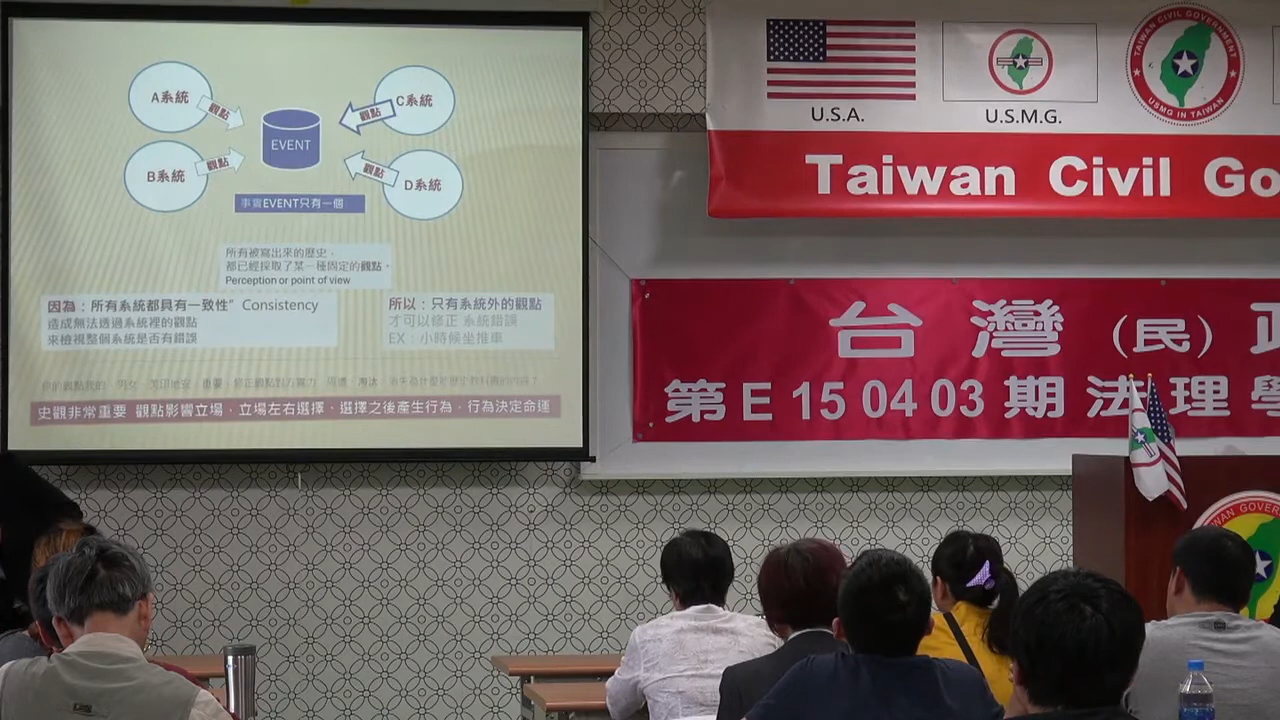 A系統
觀點
EVENT
觀點
C系統
B系統
觀點
觀點
D系統
事實EVENT只有一個
所有被寫出來的歷史，
都已經採取了某一種固定的觀點。
Perception or point of view
因為：所有系統都具有一致性" Consistency
造成無法透過系統裡的觀點
來檢視整個系統是否有錯誤
所以：只有系統外的觀點
才可以修正 系統錯誤
EX：小時候坐推車
史觀非常重要 觀點影響立場．立場左右選擇．選擇之後產生行為．行為決定命運
U.S.A.
U.S.M.G.
TAIWAN CIVIL GOVERNMENT
USMG IN TAIWAN
Taiwan Civil Go
台灣（民）政
第E 15 04 03 期 法 理 學
WAN GOVERN